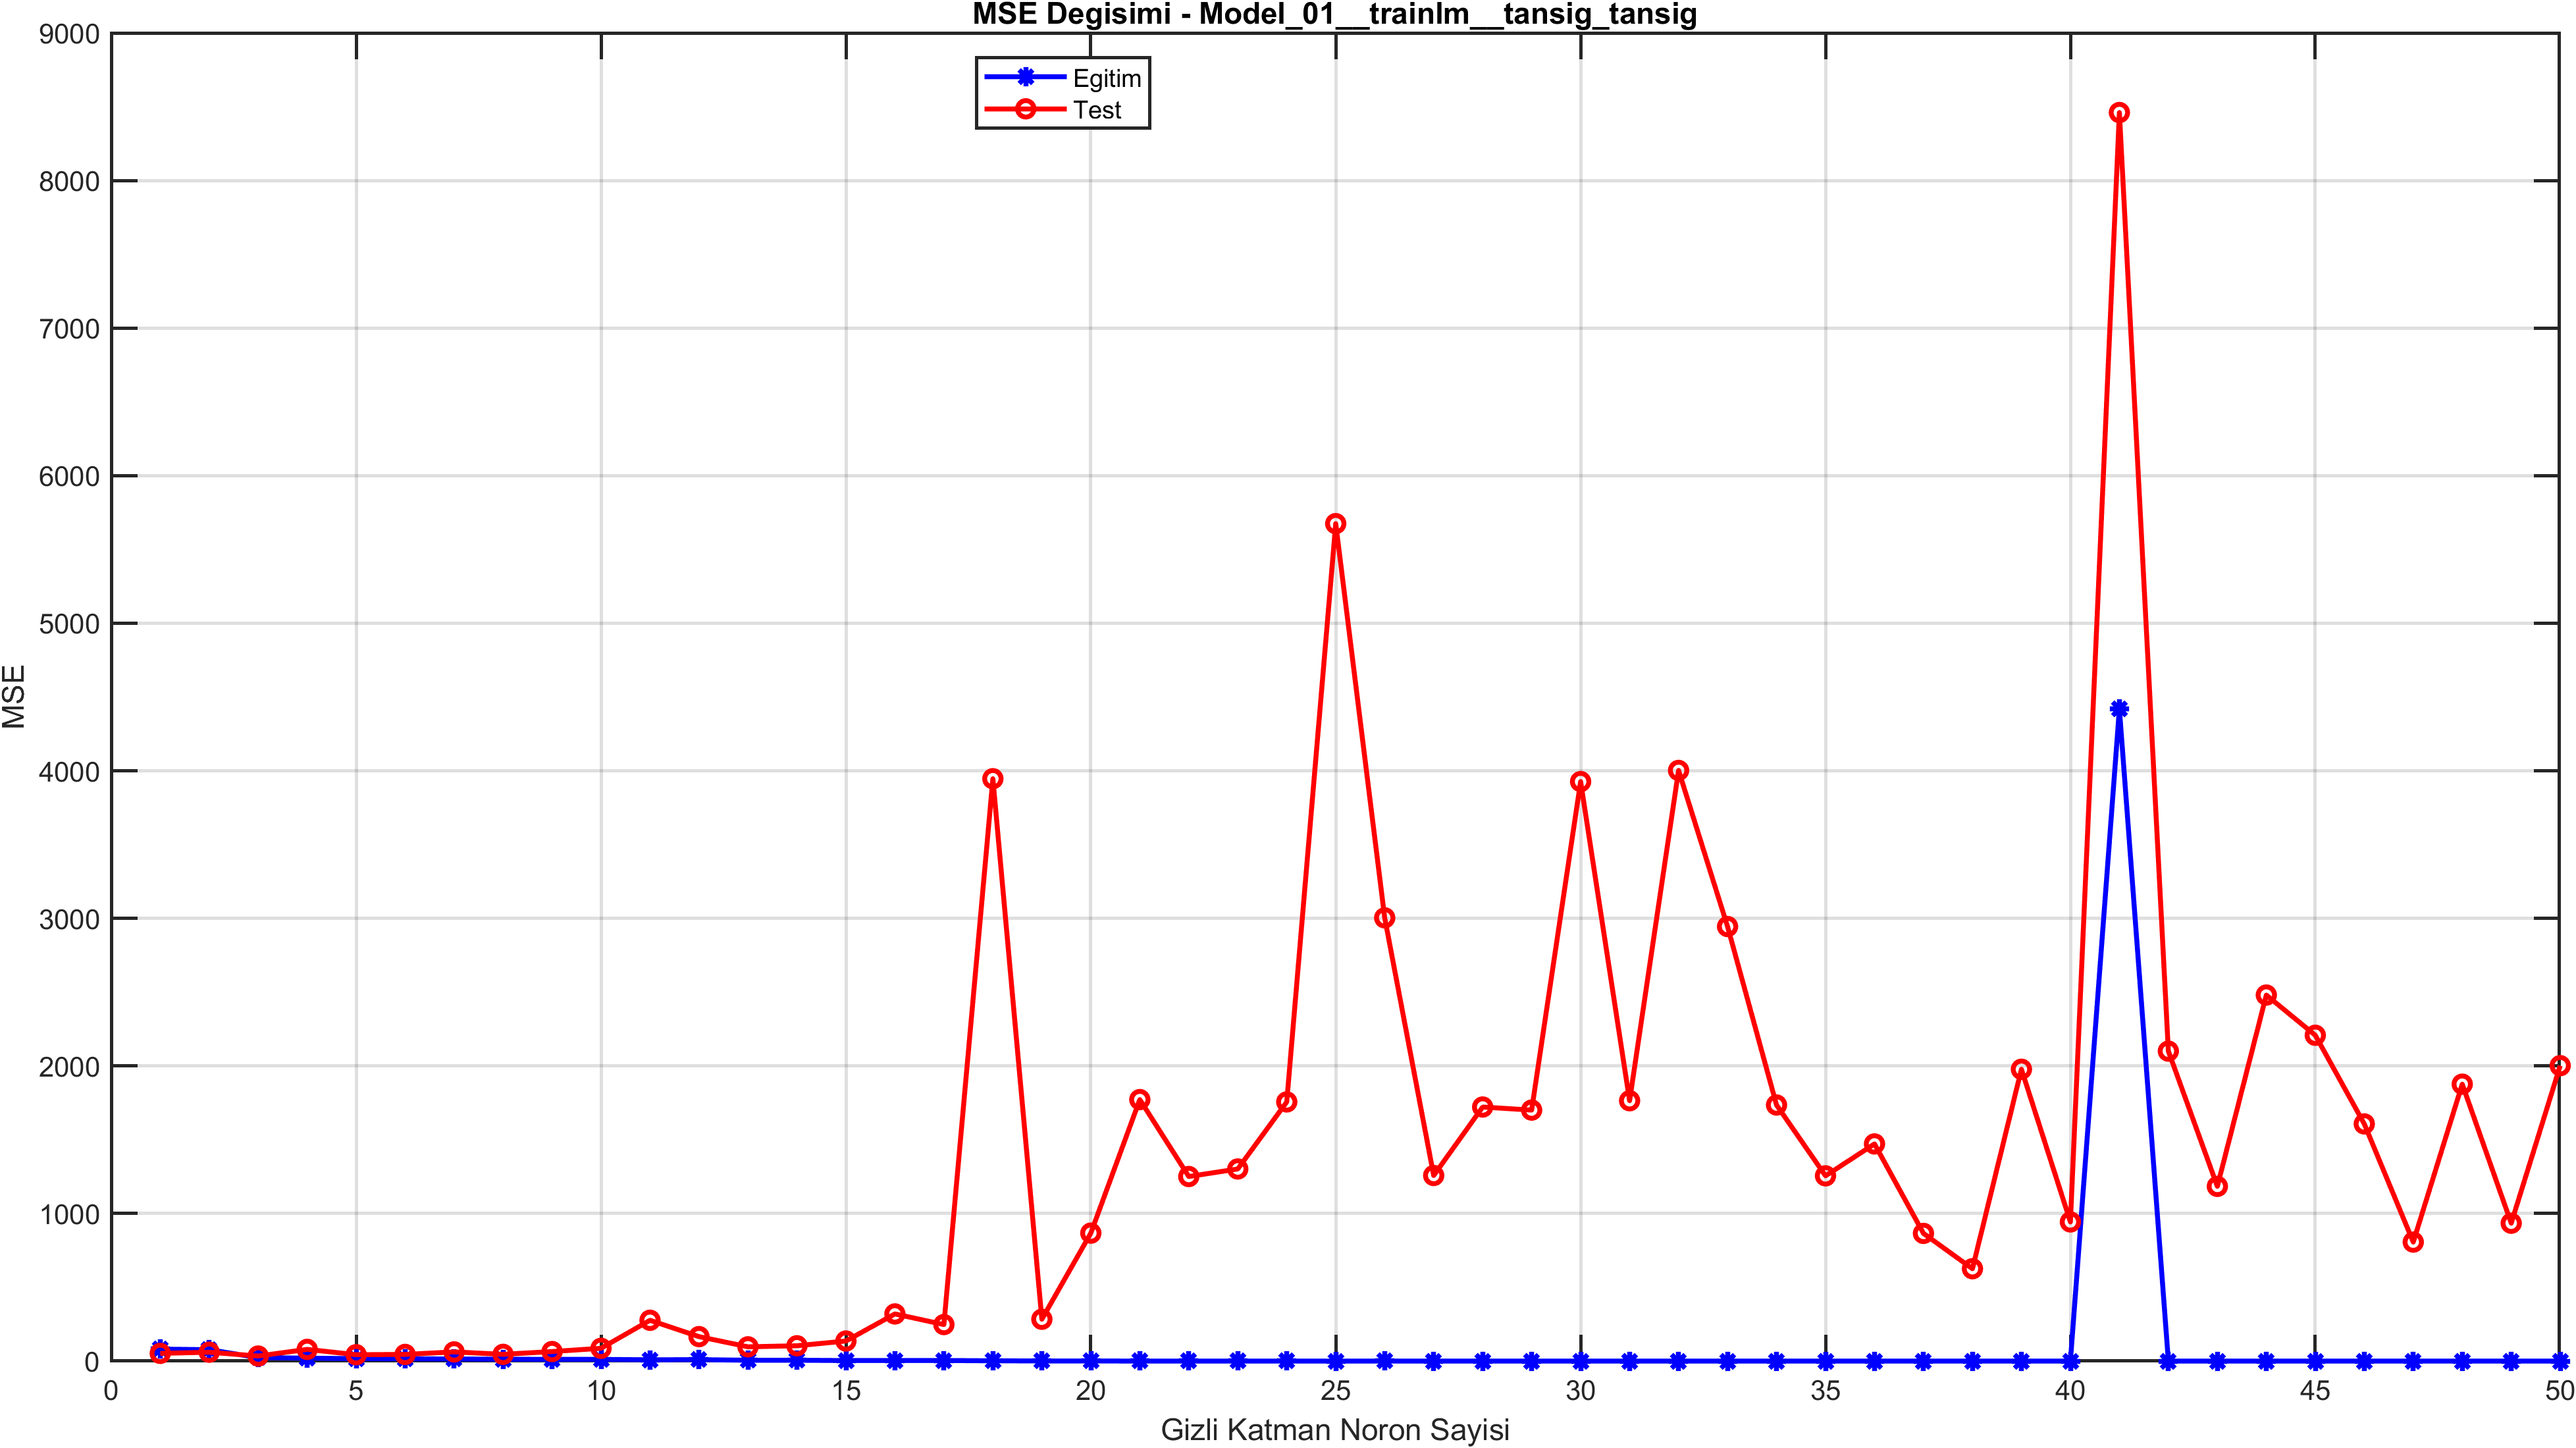 MSE Degisimi - Model_01__trainlm__tansig_tansig
Egitim
Test
9000
8000
7000
6000
5000
4000
3000
2000
1000
0
MSE
0 5 10 15 20 25 30 35 40 45 50
Gizli Katman Noron Sayisi